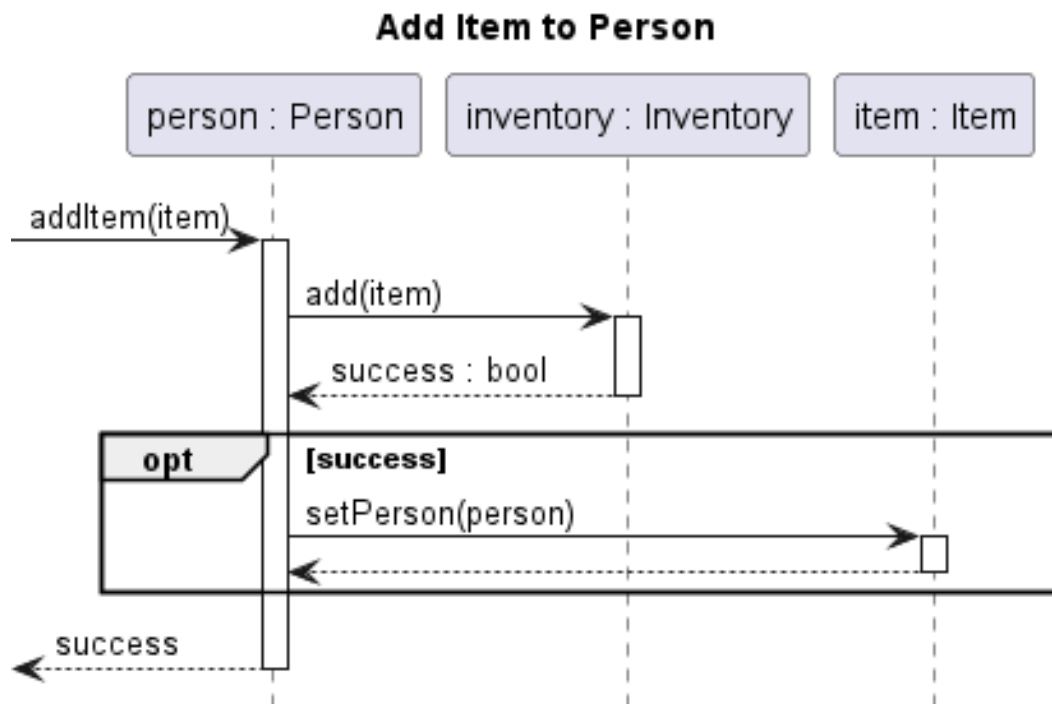 Add Item to Person
person : Person
inventory : Inventory
item : Item
addItem(item)
add(item)
success : bool
opt
[success]
setPerson(person)
success